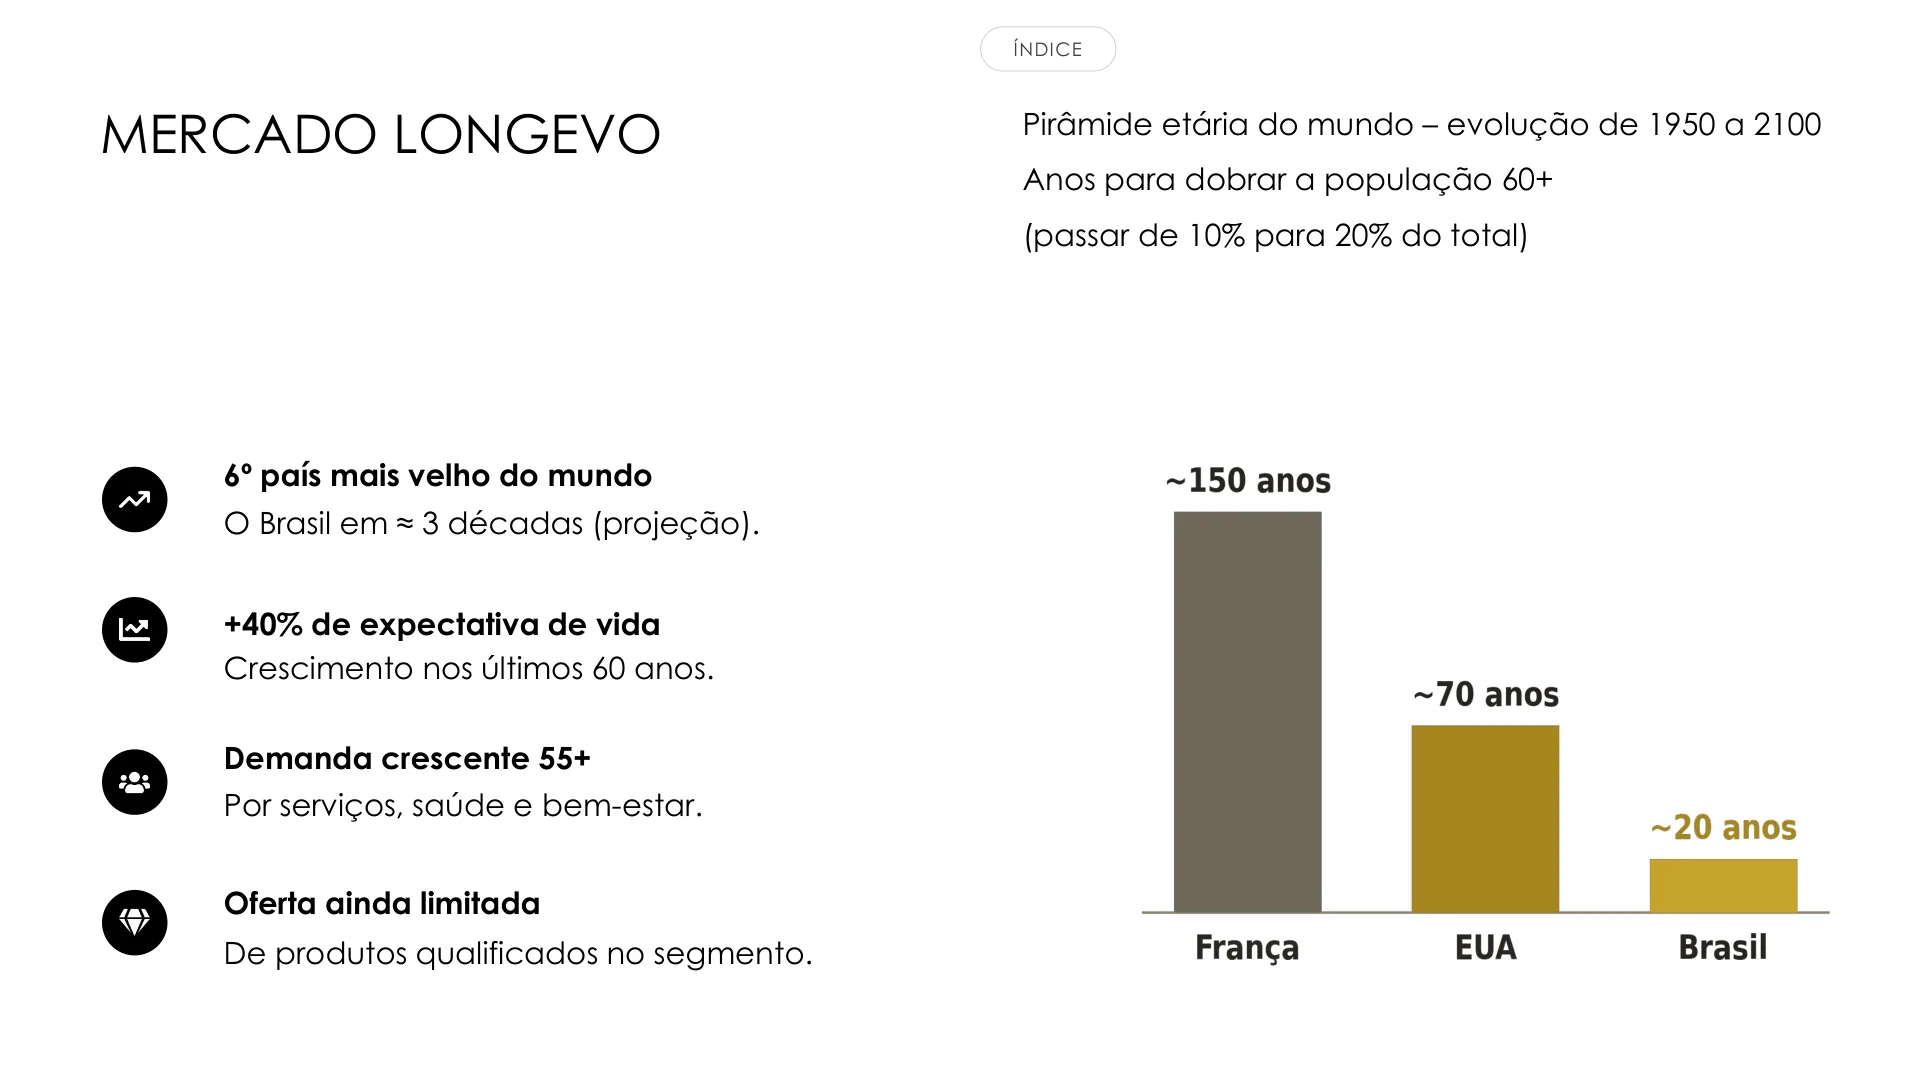 ÍNDICE
MERCADO LONGEVO
Pirâmide etária do mundo – evolução de 1950 a 2100
Anos para dobrar a população 60+
(passar de 10% para 20% do total)
6º país mais velho do mundo
O Brasil em ≈ 3 décadas (projeção).
+40% de expectativa de vida
Crescimento nos últimos 60 anos.
Demanda crescente 55+
Por serviços, saúde e bem-estar.
Oferta ainda limitada
De produtos qualificados no segmento.
~150 anos
~70 anos
~20 anos
França
EUA
Brasil